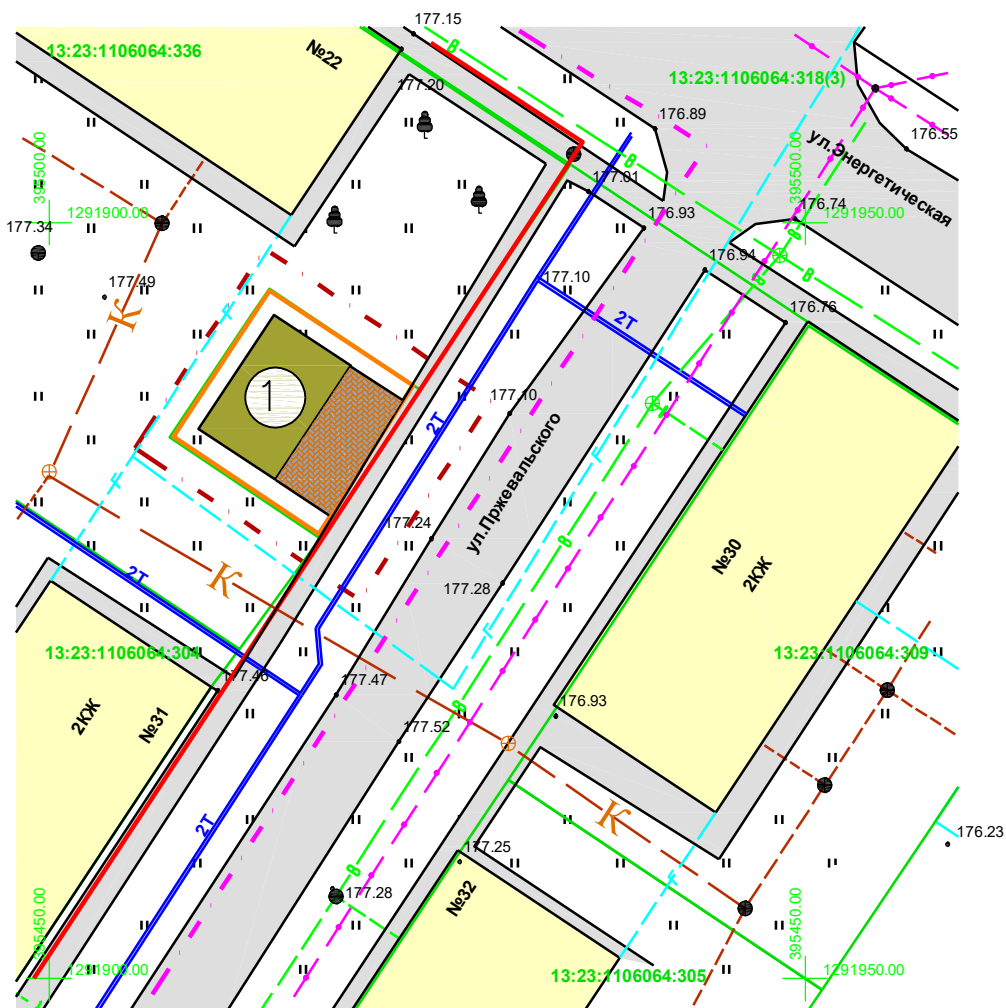 177.15
В
13:23:1106064:336
№22
177.20
13:23:1106064:318(3)
176.89
176.55
ул.Энергетическая
395500.00
395500.00
В
177.01
177.34
1291900.00
176.93
176.74
1291950.00
В
В
176.94
177.49
177.10
В
К
Г
2Т
176.76
1
177.10
2Т
В
ул.Пржевальского
Г
Г
177.24
В
№30
2КЖ
2Т
К
177.28
Г
13:23:1106064:304
13:23:1106064:309
177.46
177.47
В
176.93
2КЖ
№31
177.52
2Т
К
176.23
177.25
В
177.28
Г
№32
395450.00
395450.00
1291900.00
13:23:1106064:305
1291950.00